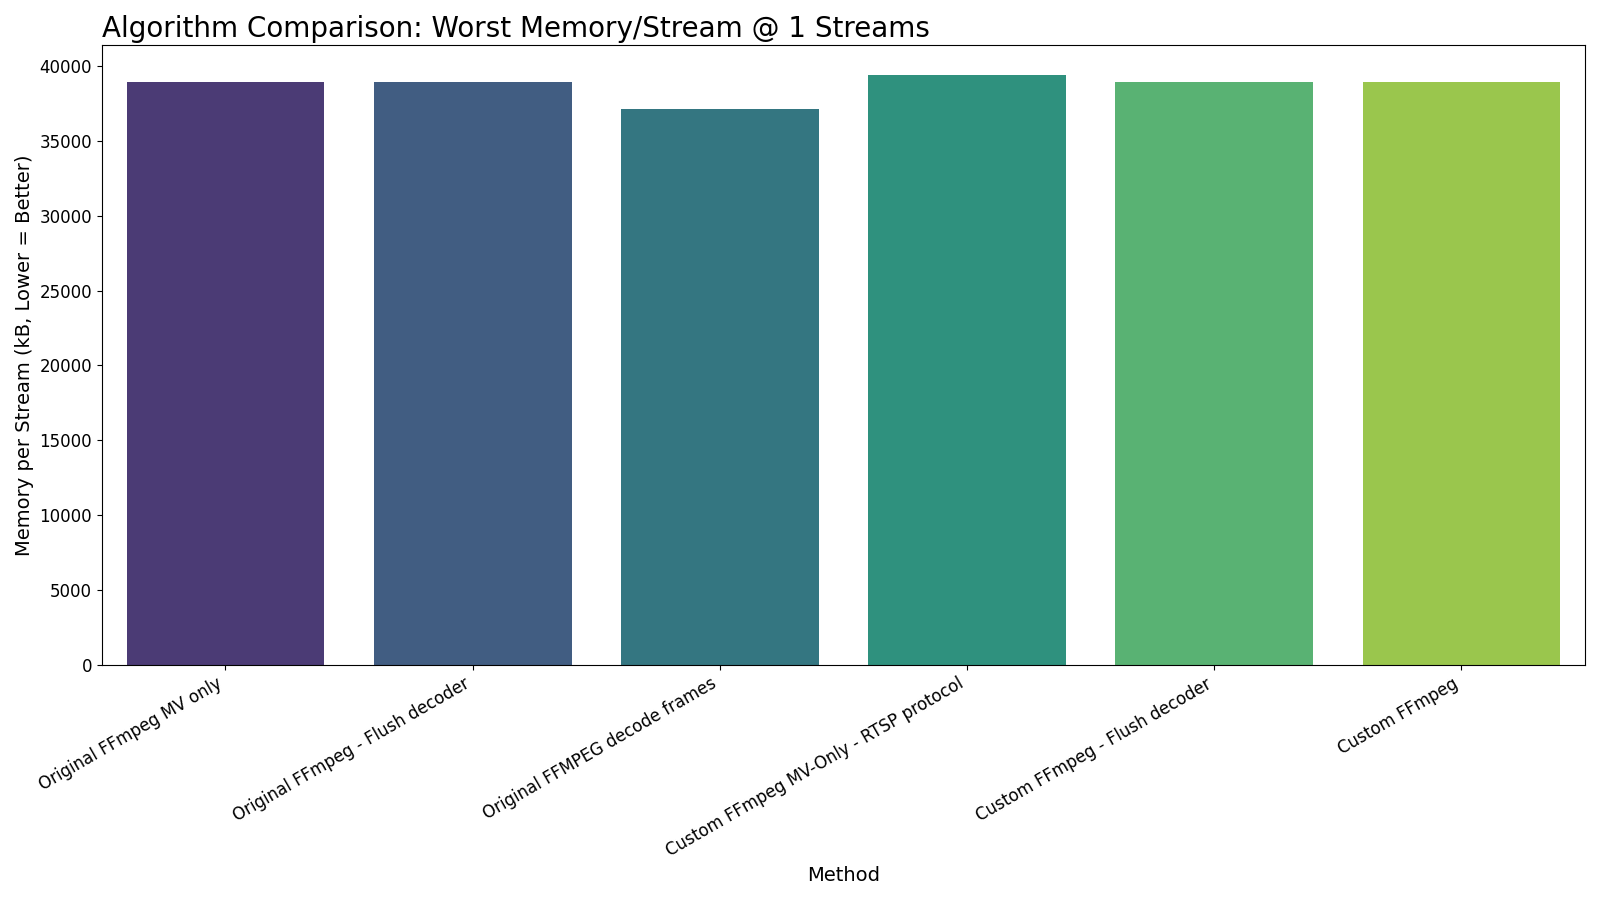 Algorithm Comparison: Worst Memory/Stream @ 1 Streams
Memory per Stream (kB, Lower = Better)
40000
35000
30000
25000
20000
15000
10000
5000
0
Original FFmpeg MV only
Original FFmpeg - Flush decoder
Original FFMPEG decode frames
Custom FFmpeg MV-Only - RTSP protocol
Custom FFmpeg - Flush decoder
Custom FFmpeg
Method